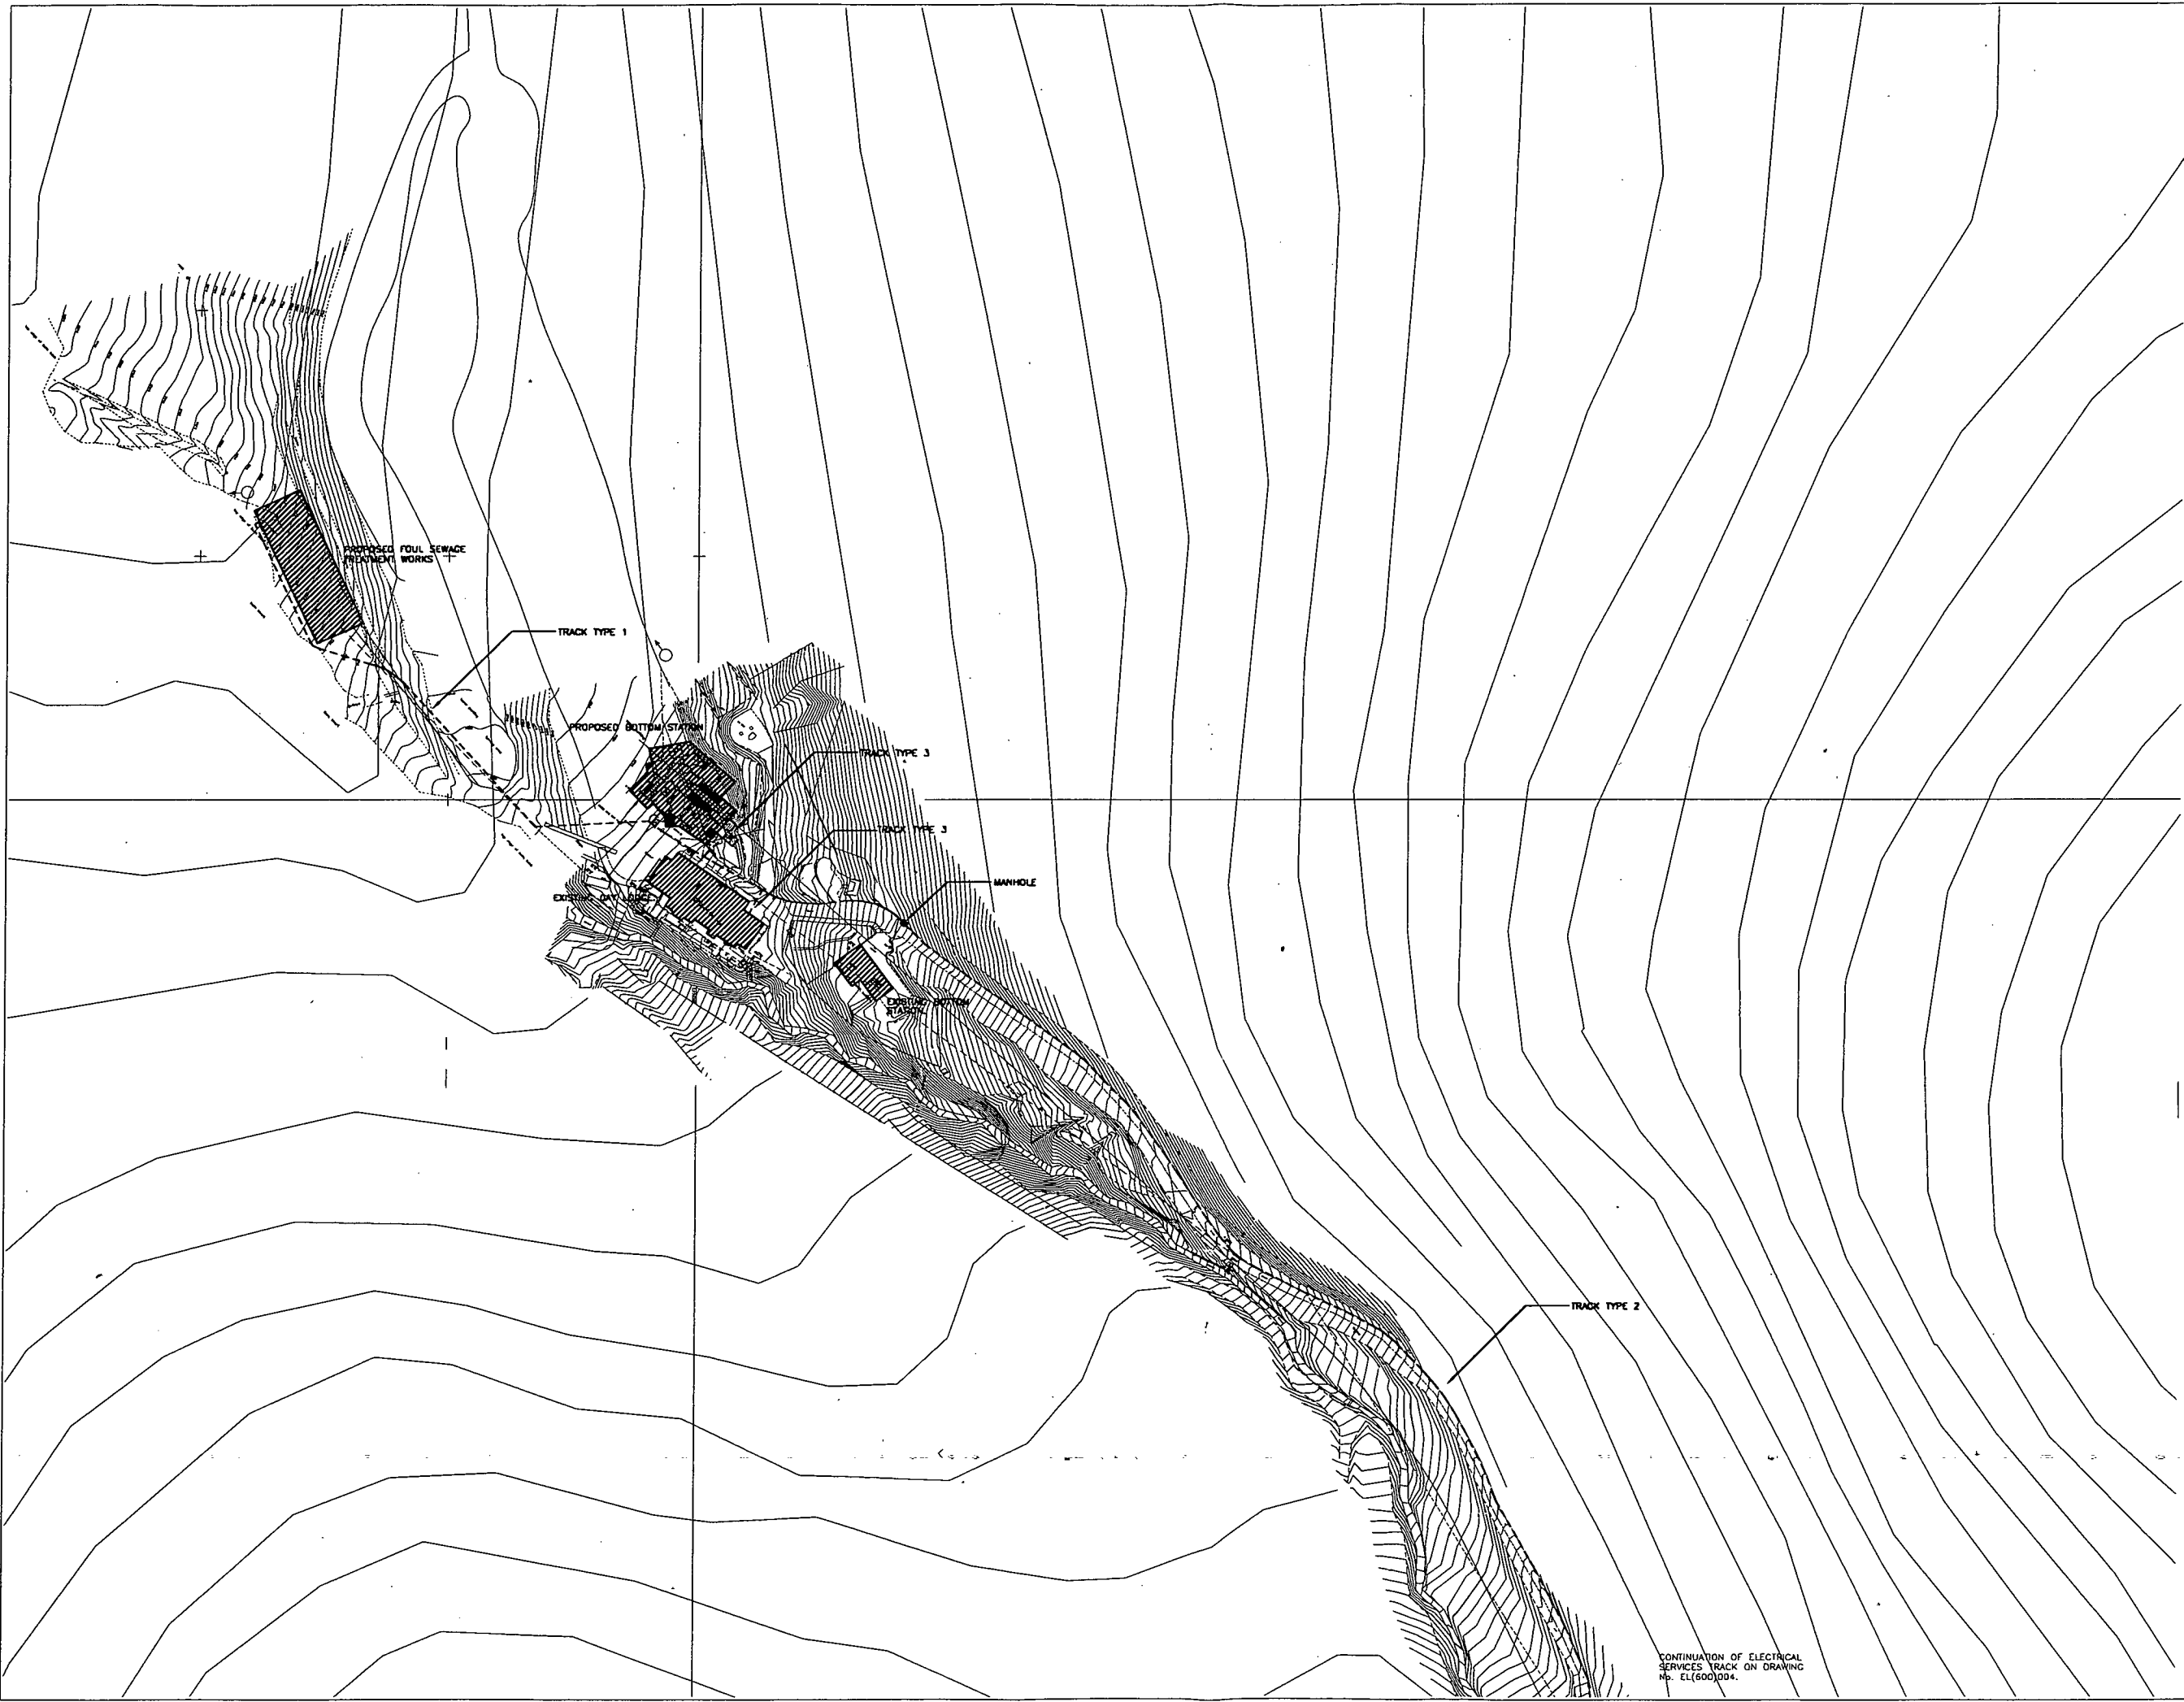 PROPOSED FOUL SEWAGE
TREATMENT WORKS
TRACK TYPE 1
PROPOSED BOTTOM STATION
TRACK TYPE 3
TRACK TYPE 3
MANHOLE
EXISTING DAY LODGE
EXISTING BOTTOM
STATION
TRACK TYPE 2
CONTINUATION OF ELECTRICAL
SERVICES TRACK ON DRAWING
No. EL(600)004.